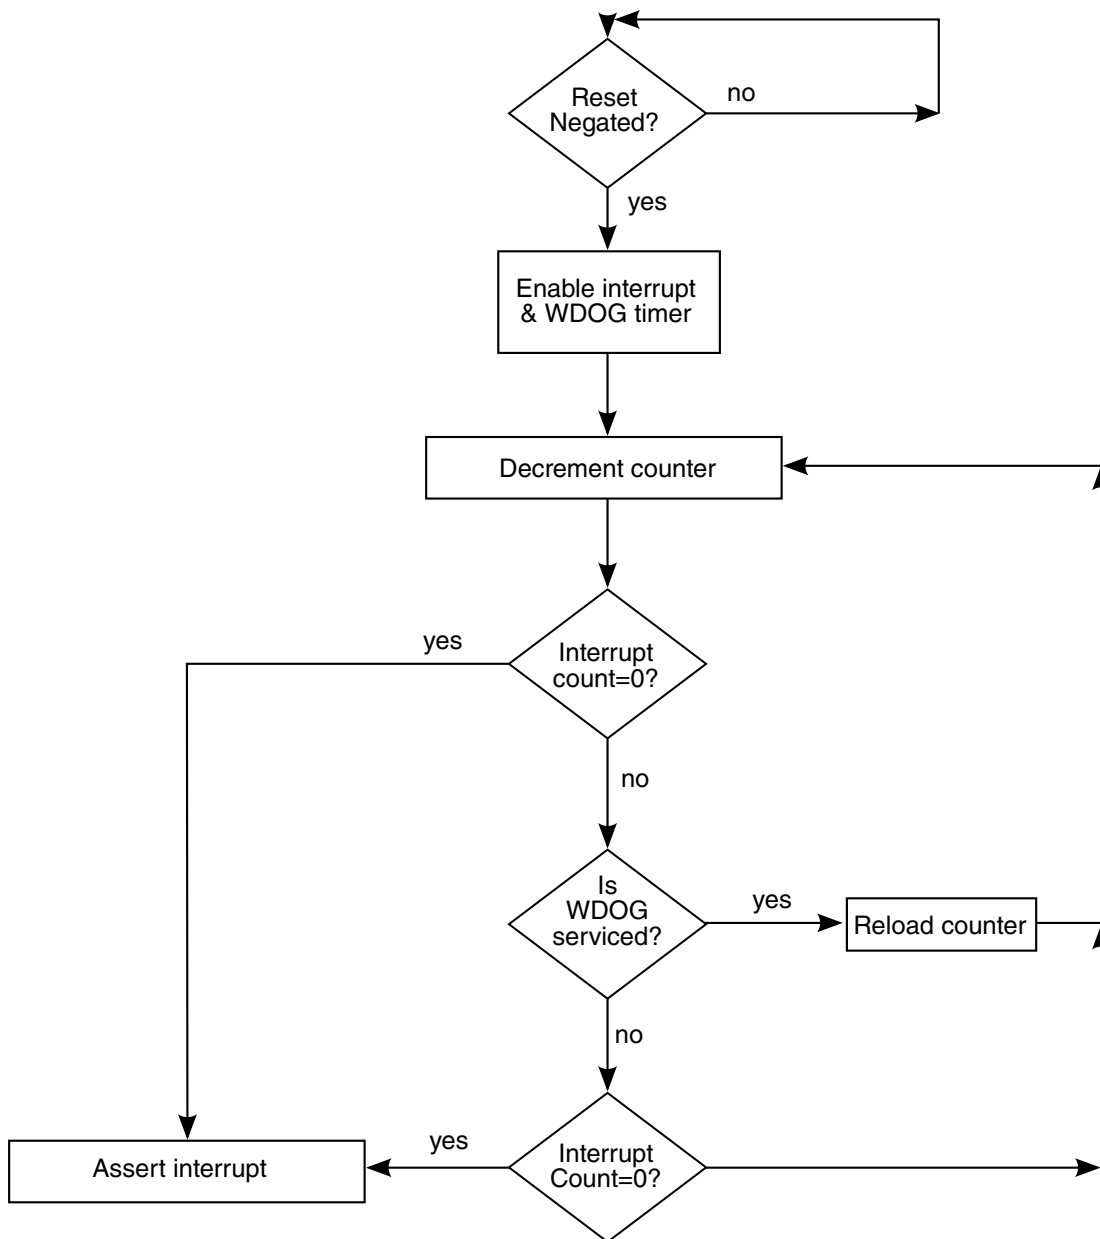 Reset
Negated?
no
yes
Enable interrupt
& WDOG timer
Decrement counter
yes
Interrupt
count=0?
no
Is
WDOG
serviced?
yes
Reload counter
no
Assert interrupt
yes
Interrupt
Count=0?